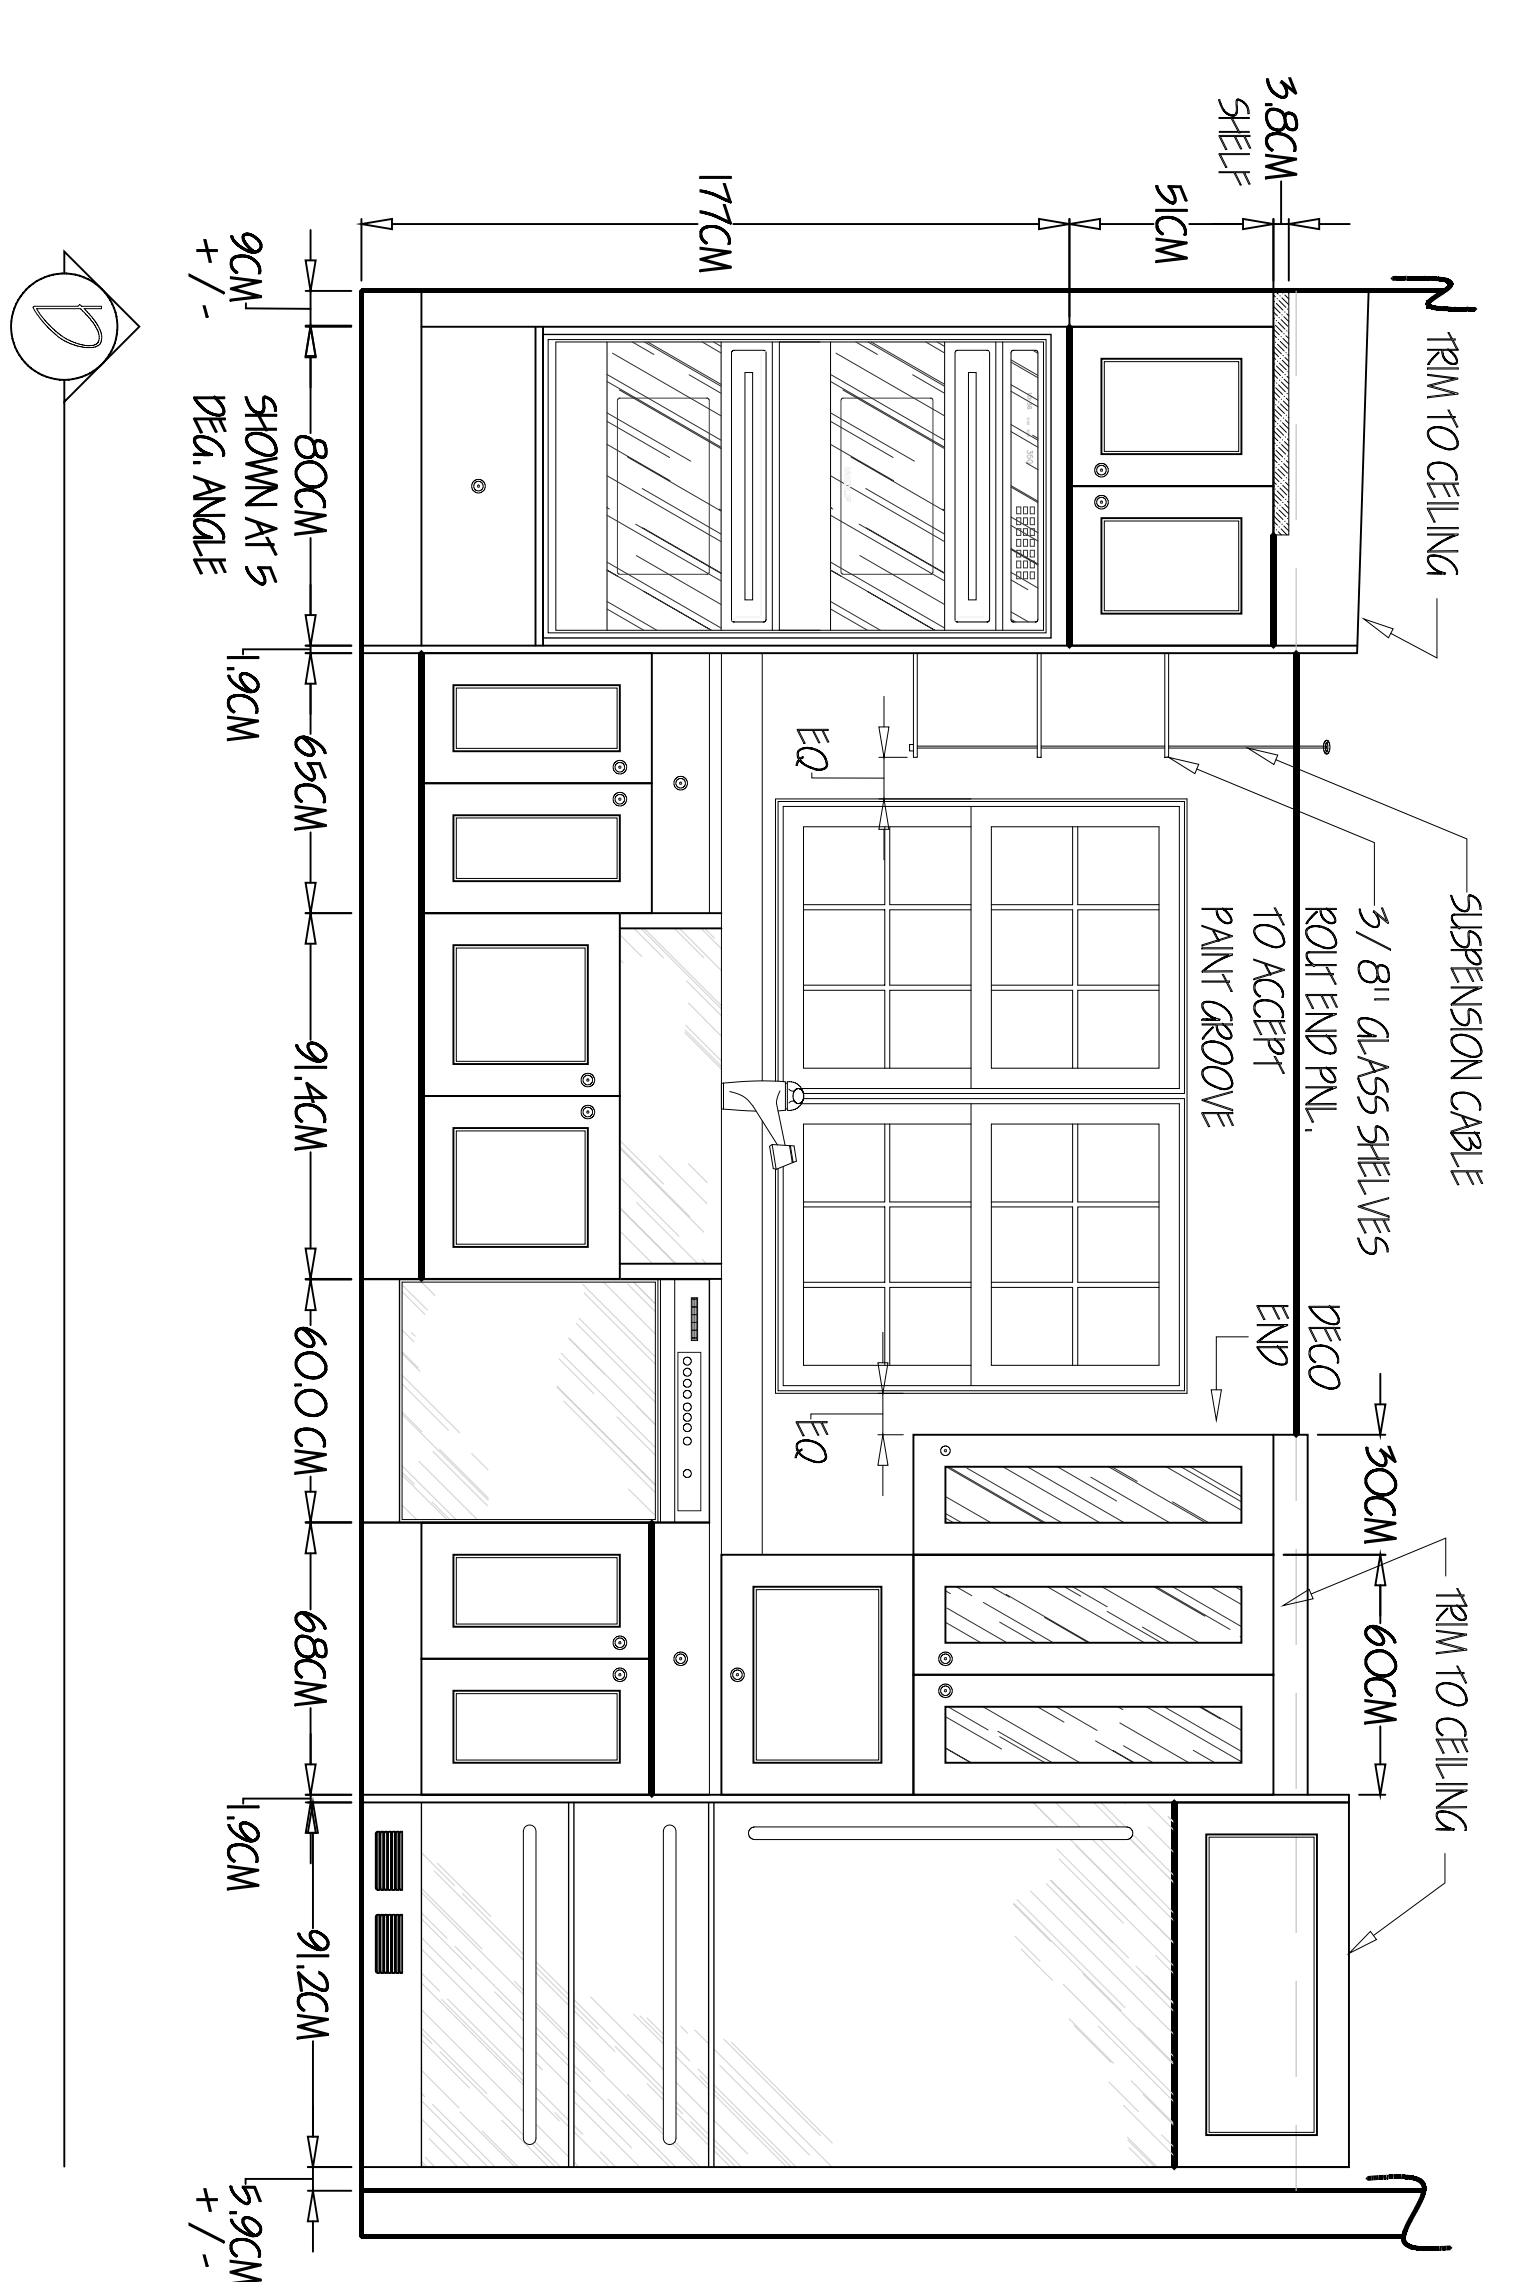 TRIM TO CEILING
SUSPENSION CABLE
3/8" GLASS SHELVES
ROUT END PNL.
TO ACCEPT
PAINT GROOVE
DECO
END
TRIM TO CEILING
3.8CM
SHELF
51CM
177CM
30CM
60CM
EQ
EQ
9CM
+/-
80CM
SHOWN AT 5
DEG. ANGLE
1.9CM
65CM
91.4CM
60.0 CM
68CM
1.9CM
91.2CM
5.9CM
+/-
D